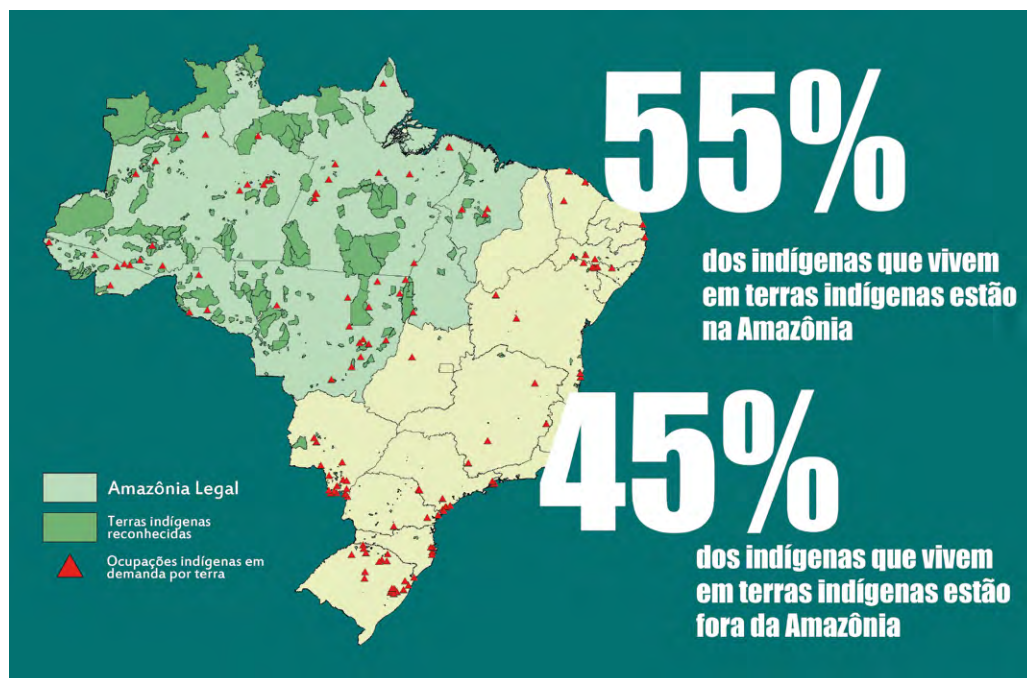 55%
dos indígenas que vivem
em terras indígenas estão
na Amazônia
45%
dos indígenas que vivem
em terras indígenas estão
fora da Amazônia
Amazônia Legal
Terras indígenas
reconhecidas
Ocupações indígenas em
demanda por terra